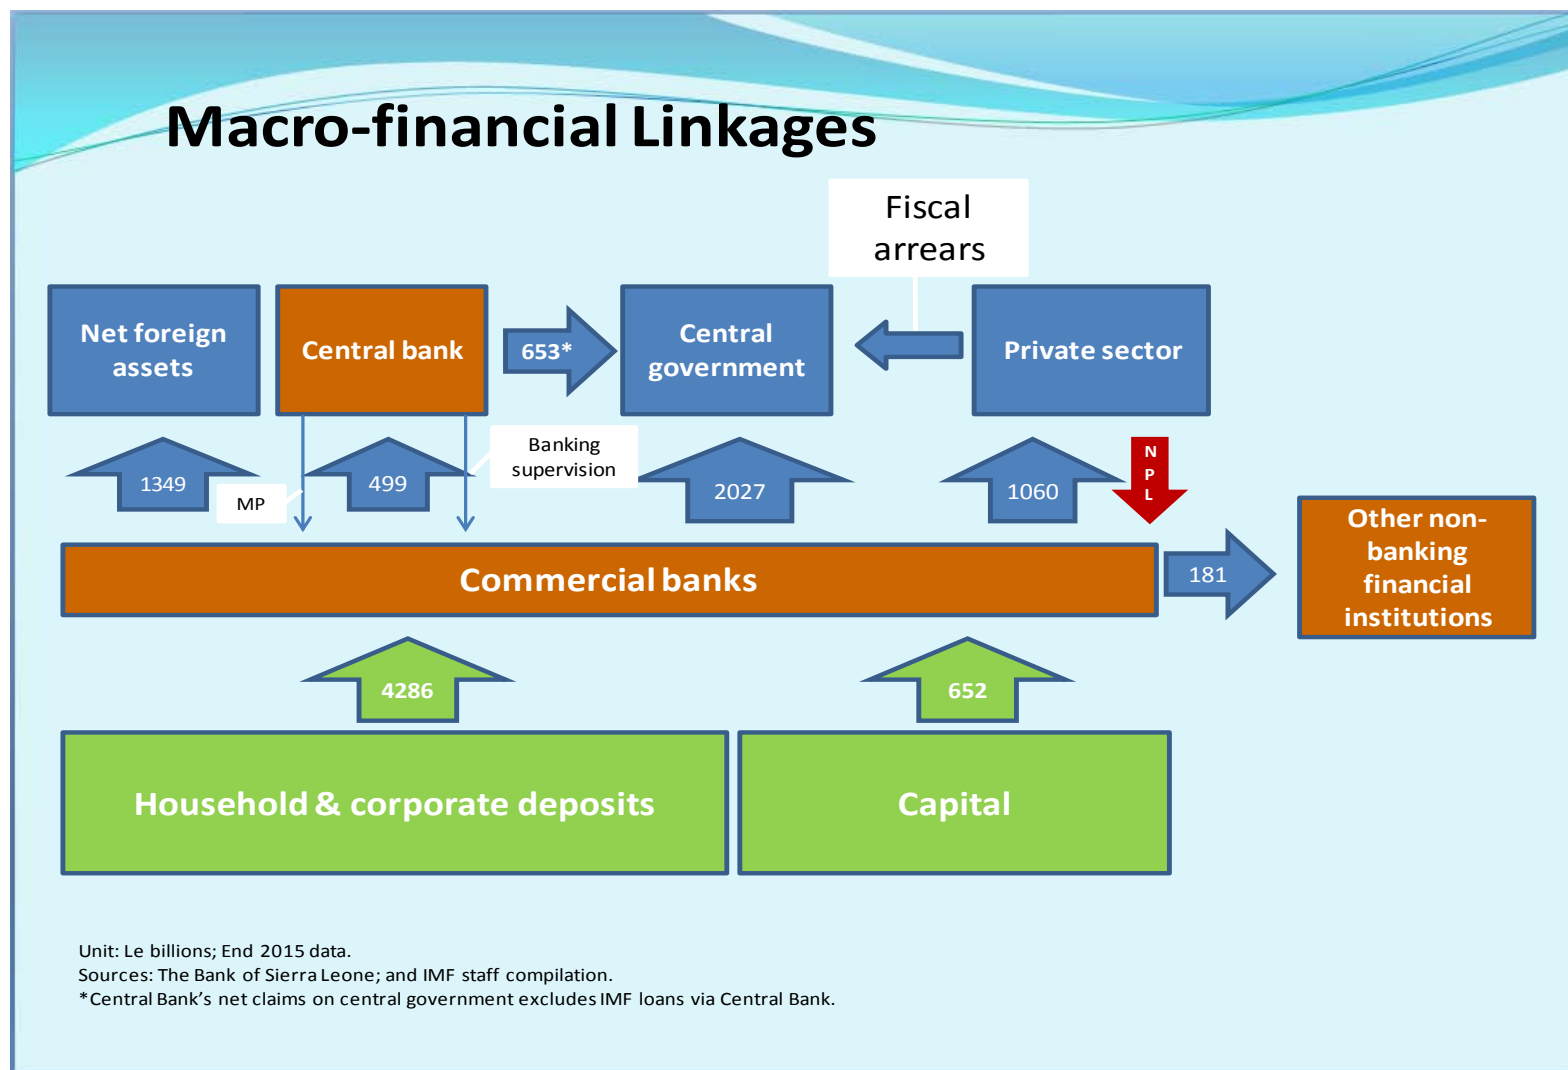 Macro-financial Linkages
Fiscal
arrears
Net foreign
assets
Central bank
653*
Central
government
Private sector
1349
MP
499
Banking
supervision
2027
1060
N
P
L
Other non-
banking
financial
institutions
Commercial banks
181
4286
652
Household & corporate deposits
Capital
Unit: Le billions; End 2015 data.
Sources: The Bank of Sierra Leone; and IMF staff compilation.
*Central Bank's net claims on central government excludes IMF loans via Central Bank.